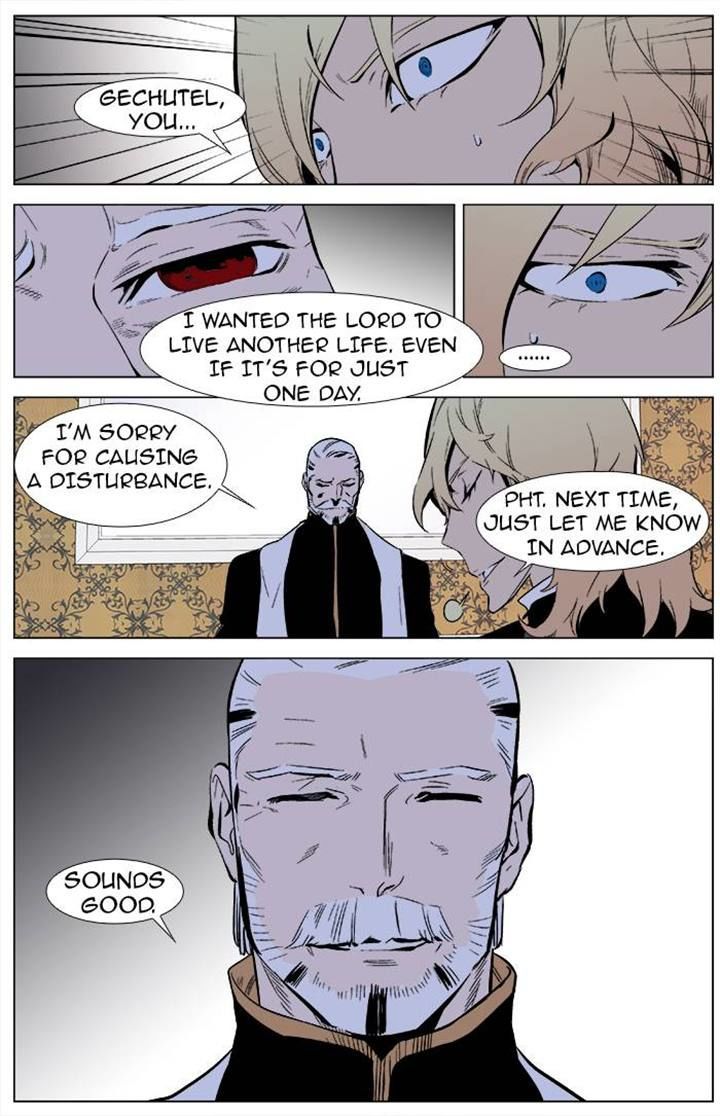 GECHUTEL,
YOU...
I WANTED THE LORD TO
LIVE ANOTHER LIFE. EVEN
IF IT'S FOR JUST
ONE DAY.
......
I'M SORRY
FOR CAUSING
A DISTURBANCE.
PHT. NEXT TIME,
JUST LET ME KNOW
IN ADVANCE.
SOUNDS
GOOD.